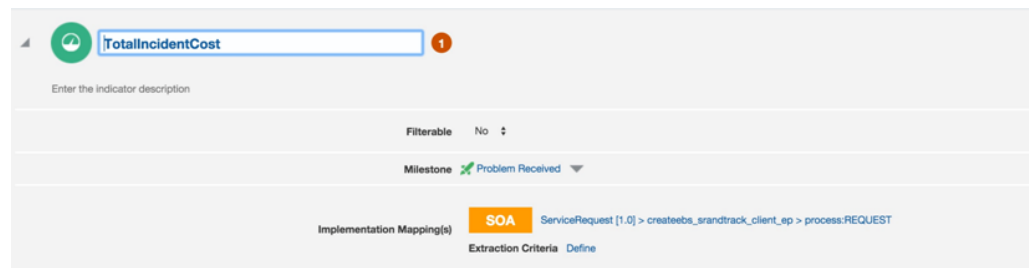 TotalIncidentCost 1
Enter the indicator description
Filterable No
Milestone Problem Received
Implementation Mapping(s) SOA ServiceRequest [1.0] > createebs_srandtrack_client_ep > process:REQUEST
Extraction Criteria Define